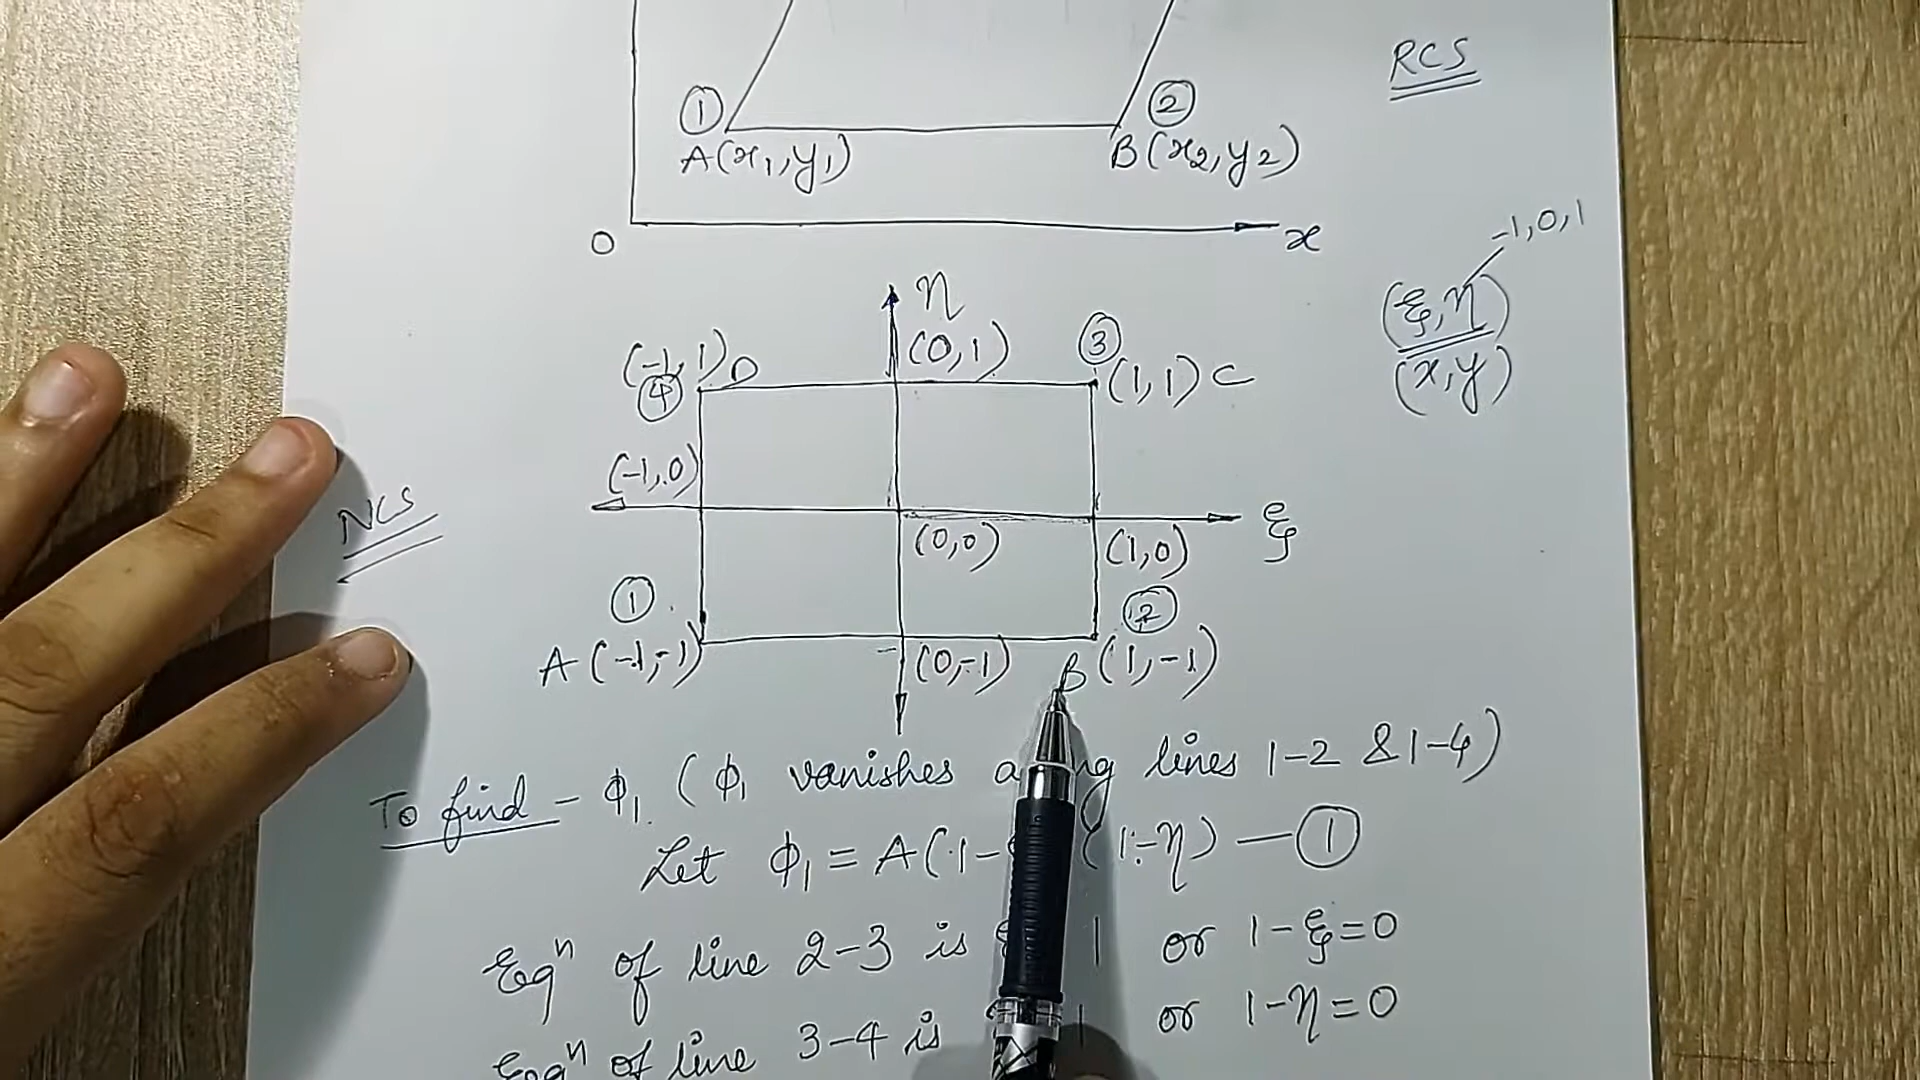 RCS
① ②
A(x₁,y₁) B(x₂,y₂)
O x
-1,0,1
η
(ξ,η)
(x,y)
(-1,1) D (0,1) ③
④ (1,1) C
(-1,0)
NCS
ξ
(0,0) (1,0)
① ②
A(-1,-1) (0,-1) B(1,-1)
To find - ϕ₁ (ϕ₁ vanishes lines 1-2 & 1-4)
Let ϕ₁ = A(1- (1-η) — ①
Eqⁿ of line 2-3 is 1 or 1-ξ=0
Eqⁿ of line 3-4 is 1 or 1-η=0